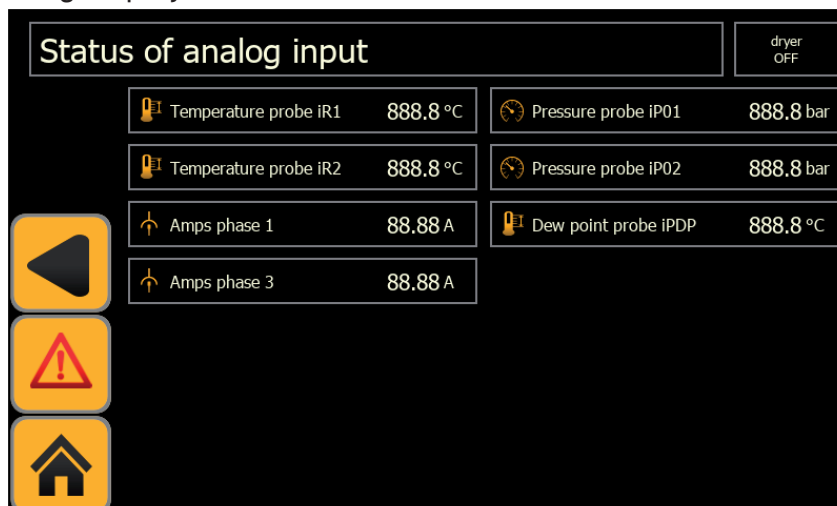 Status of analog input
dryer
OFF
Temperature probe iR1 888.8 °C
Pressure probe iP01 888.8 bar
Temperature probe iR2 888.8 °C
Pressure probe iP02 888.8 bar
Amps phase 1 88.88 A
Dew point probe iPDP 888.8 °C
Amps phase 3 88.88 A